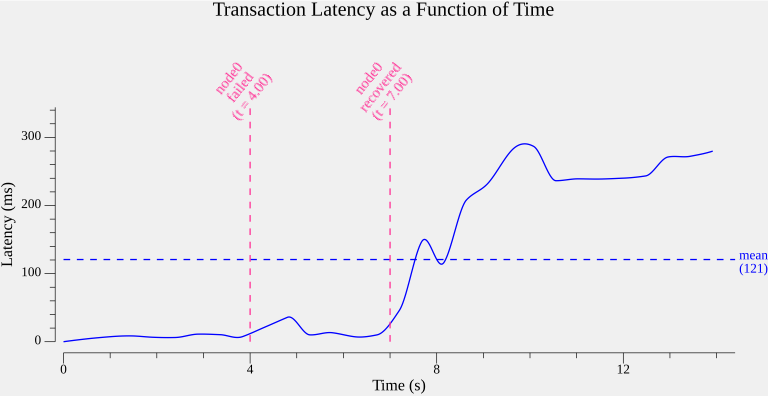 Transaction Latency as a Function of Time
node0
failed
(t = 4.00)
node0
recovered
(t = 7.00)
Latency (ms)
300
200
100
0
mean
(121)
0
4
8
12
Time (s)